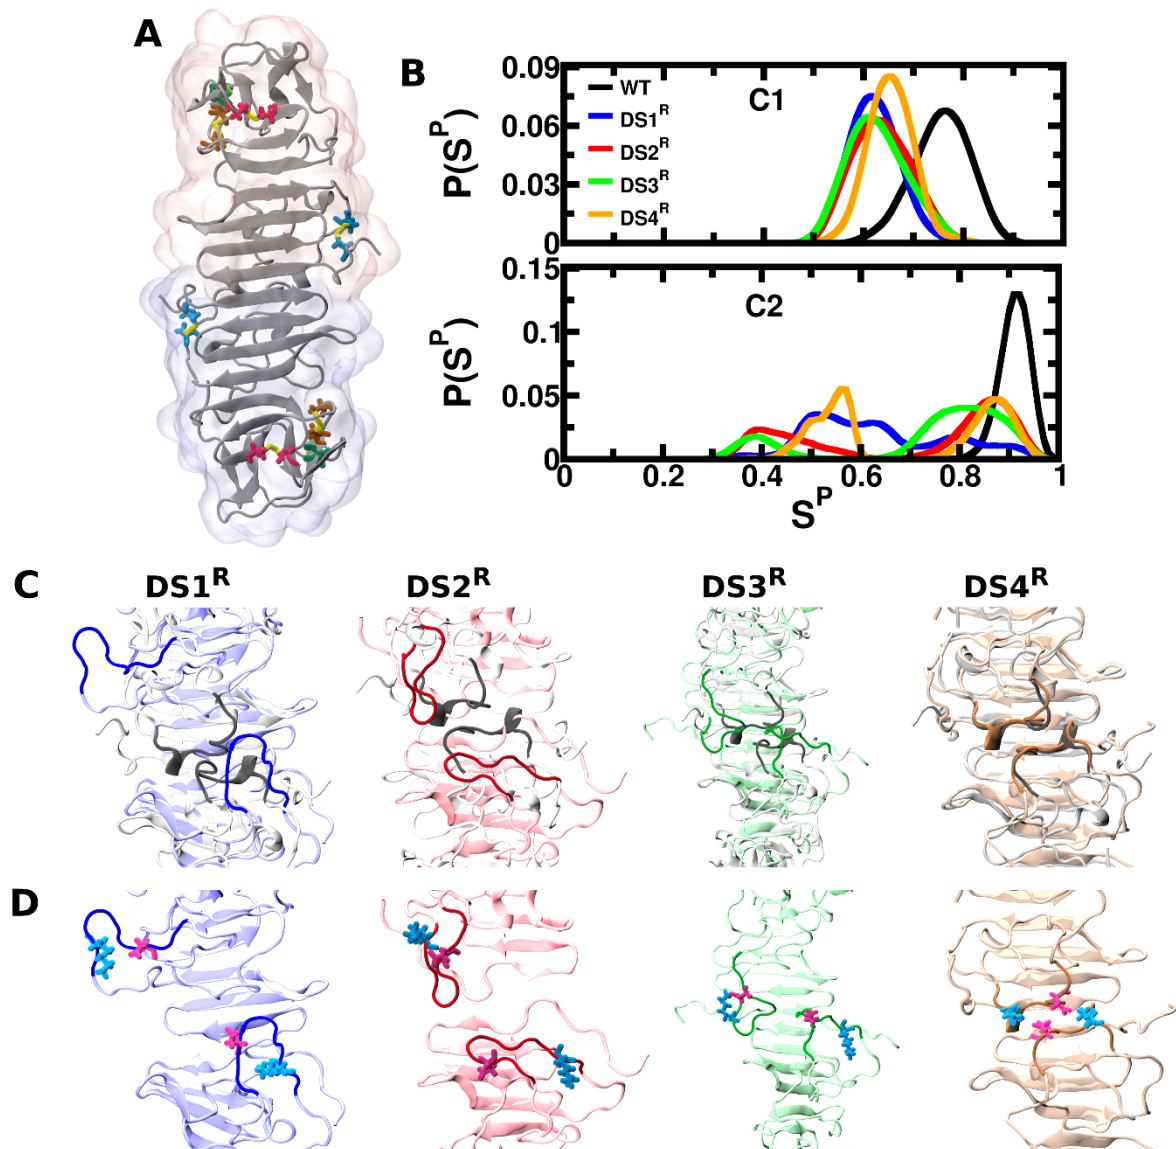 A
B
0.09
0.06
0.03
0
P(S^P)
C1
WT
DS1^R
DS2^R
DS3^R
DS4^R
0.15
0.1
0.05
0
P(S^P)
C2
0 0.2 0.4 0.6 0.8 1
S^P
C
DS1^R DS2^R DS3^R DS4^R
D